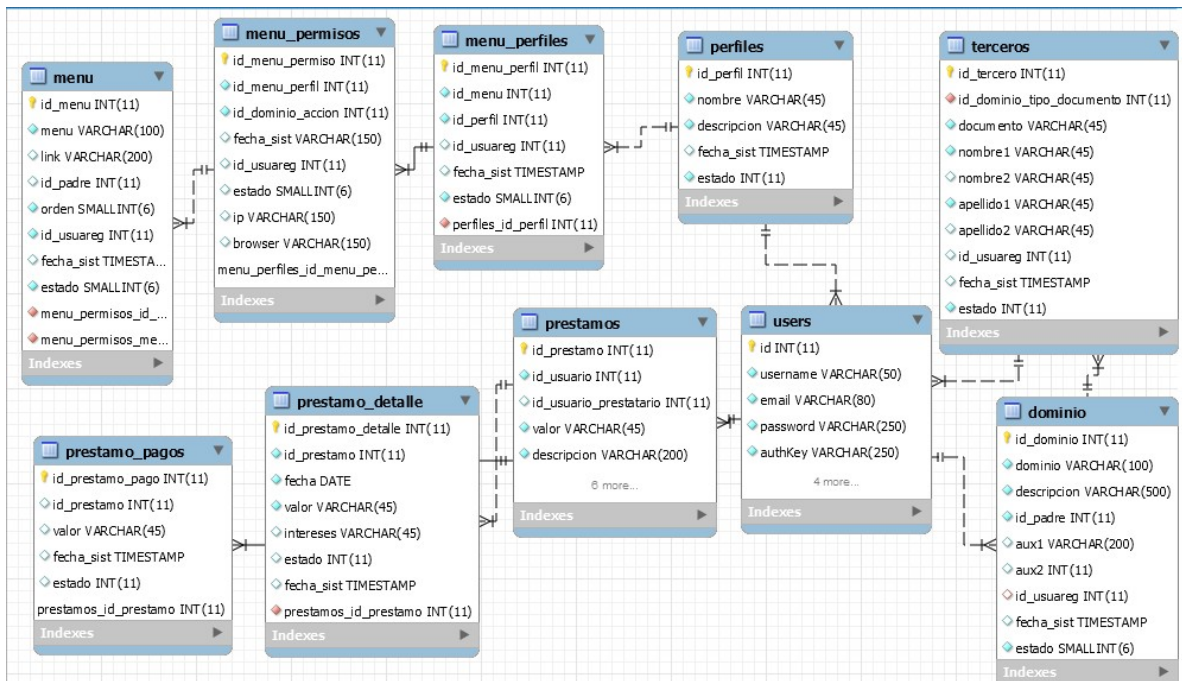 menu
id_menu INT(11)
menu VARCHAR(100)
link VARCHAR(200)
id_padre INT(11)
orden SMALLINT(6)
id_usuareg INT(11)
fecha_sist TIMESTA...
estado SMALLINT(6)
menu_permisos_id_...
menu_permisos_me...
Indexes
menu_permisos
id_menu_permiso INT(11)
id_menu_perfil INT(11)
id_dominio_accion INT(11)
fecha_sist VARCHAR(150)
id_usuareg INT(11)
estado SMALLINT(6)
ip VARCHAR(150)
browser VARCHAR(150)
menu_perfiles_id_menu_pe...
Indexes
menu_perfiles
id_menu_perfil INT(11)
id_menu INT(11)
id_perfil INT(11)
id_usuareg INT(11)
fecha_sist TIMESTAMP
estado SMALLINT(6)
perfiles_id_perfil INT(11)
Indexes
perfiles
id_perfil INT(11)
nombre VARCHAR(45)
descripcion VARCHAR(45)
fecha_sist TIMESTAMP
estado INT(11)
Indexes
terceros
id_tercero INT(11)
id_dominio_tipo_documento INT(11)
documento VARCHAR(45)
nombre1 VARCHAR(45)
nombre2 VARCHAR(45)
apellido1 VARCHAR(45)
apellido2 VARCHAR(45)
id_usuareg INT(11)
fecha_sist TIMESTAMP
estado INT(11)
Indexes
prestamo_pagos
id_prestamo_pago INT(11)
id_prestamo INT(11)
valor VARCHAR(45)
fecha_sist TIMESTAMP
estado INT(11)
prestamos_id_prestamo INT(11)
Indexes
prestamo_detalle
id_prestamo_detalle INT(11)
id_prestamo INT(11)
fecha DATE
valor VARCHAR(45)
intereses VARCHAR(45)
estado INT(11)
fecha_sist TIMESTAMP
prestamos_id_prestamo INT(11)
Indexes
prestamos
id_prestamo INT(11)
id_usuario INT(11)
id_usuario_prestatario INT(11)
valor VARCHAR(45)
descripcion VARCHAR(200)
6 more...
Indexes
users
id INT(11)
username VARCHAR(50)
email VARCHAR(80)
password VARCHAR(250)
authKey VARCHAR(250)
4 more...
Indexes
dominio
id_dominio INT(11)
dominio VARCHAR(100)
descripcion VARCHAR(500)
id_padre INT(11)
aux1 VARCHAR(200)
aux2 INT(11)
id_usuareg INT(11)
fecha_sist TIMESTAMP
estado SMALLINT(6)
Indexes